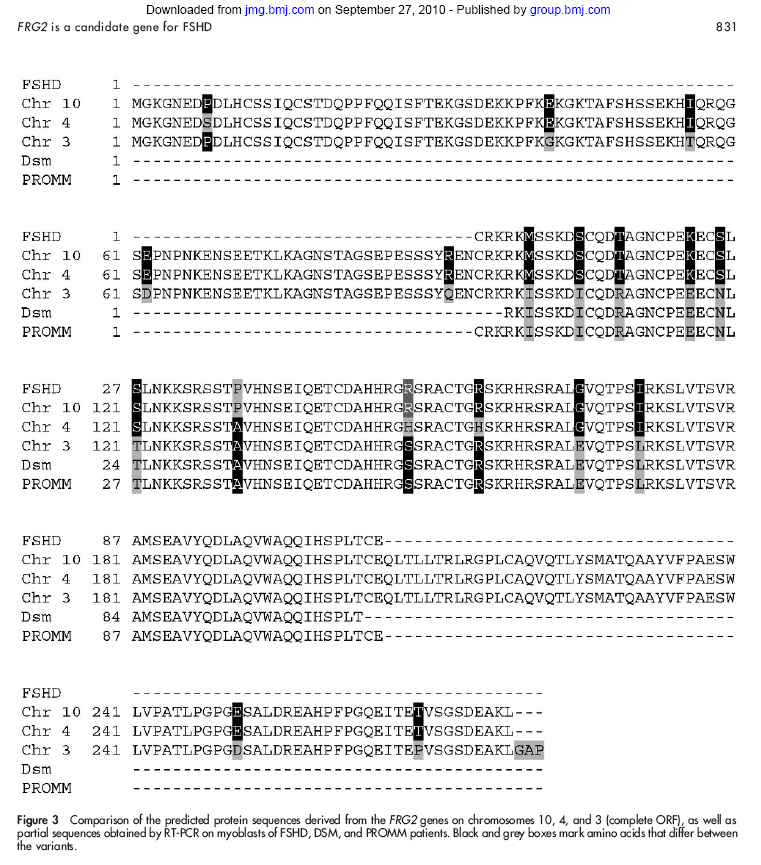 Downloaded from jmg.bmj.com on September 27, 2010 - Published by group.bmj.com
FRG2 is a candidate gene for FSHD 831
FSHD 1 ------------------------------------------------------------
Chr 10 1 MGKGNEDPDLHCSSIQCSTDQPPFQQISFTEKGSDEKKPFKEKGKTAFSHSSEKHIQRQG
Chr 4 1 MGKGNEDSDLHCSSIQCSTDQPPFQQISFTEKGSDEKKPFKEKGKTAFSHSSEKHIQRQG
Chr 3 1 MGKGNEDPDLHCSSIQCSTDQPPFQQISFTEKGSDEKKPFKGKGKTAFSHSSEKHTQRQG
Dsm 1 ------------------------------------------------------------
PROMM 1 ------------------------------------------------------------
FSHD 1 ----------------------------------CRKRKMSSKDSCQDTAGNCPEKECSL
Chr 10 61 SEPNPNKENSEETKLKAGNSTAGSEPESSSYRENCRKRKMSSKDSCQDTAGNCPEKECSL
Chr 4 61 SEPNPNKENSEETKLKAGNSTAGSEPESSSYRENCRKRKMSSKDSCQDTAGNCPEKECSL
Chr 3 61 SDPNPNKENSEETKLKAGNSTAGSEPESSSYQENCRKRKISSKDICQDRAGNCPEEECNL
Dsm 1 -------------------------------------RKISSKDICQDRAGNCPEEECNL
PROMM 1 ----------------------------------CRKRKISSKDICQDRAGNCPEEECNL
FSHD 27 SLNKKSRSSTPVHNSEIQETCDAHHRGRSRACTGRSKRHRSRALGVQTPSIRKSLVTSVR
Chr 10 121 SLNKKSRSSTPVHNSEIQETCDAHHRGRSRACTGRSKRHRSRALGVQTPSIRKSLVTSVR
Chr 4 121 SLNKKSRSSTAVHNSEIQETCDAHHRGHSRACTGHSKRHRSRALGVQTPSIRKSLVTSVR
Chr 3 121 TLNKKSRSSTAVHNSEIQETCDAHHRGSSRACTGRSKRHRSRALEVQTPSLRKSLVTSVR
Dsm 24 TLNKKSRSSTAVHNSEIQETCDAHHRGSSRACTGRSKRHRSRALEVQTPSLRKSLVTSVR
PROMM 27 TLNKKSRSSTAVHNSEIQETCDAHHRGSSRACTGRSKRHRSRALEVQTPSLRKSLVTSVR
FSHD 87 AMSEAVYQDLAQVWAQQIHSPLTCE-----------------------------------
Chr 10 181 AMSEAVYQDLAQVWAQQIHSPLTCEQLTLLTRLRGPLCAQVQTLYSMATQAAYVFPAESW
Chr 4 181 AMSEAVYQDLAQVWAQQIHSPLTCEQLTLLTRLRGPLCAQVQTLYSMATQAAYVFPAESW
Chr 3 181 AMSEAVYQDLAQVWAQQIHSPLTCEQLTLLTRLRGPLCAQVQTLYSMATQAAYVFPAESW
Dsm 84 AMSEAVYQDLAQVWAQQIHSPLT-------------------------------------
PROMM 87 AMSEAVYQDLAQVWAQQIHSPLTCE-----------------------------------
FSHD -----------------------------------------
Chr 10 241 LVPATLPGPGESALDREAHPFPGQEITETVSGSDEAKL---
Chr 4 241 LVPATLPGPGESALDREAHPFPGQEITETVSGSDEAKL---
Chr 3 241 LVPATLPGPGDSALDREAHPFPGQEITEPVSGSDEAKLGAP
Dsm -----------------------------------------
PROMM -----------------------------------------
Figure 3 Comparison of the predicted protein sequences derived from the FRG2 genes on chromosomes 10, 4, and 3 (complete ORF), as well as
partial sequences obtained by RT-PCR on myoblasts of FSHD, DSM, and PROMM patients. Black and grey boxes mark amino acids that differ between
the variants.